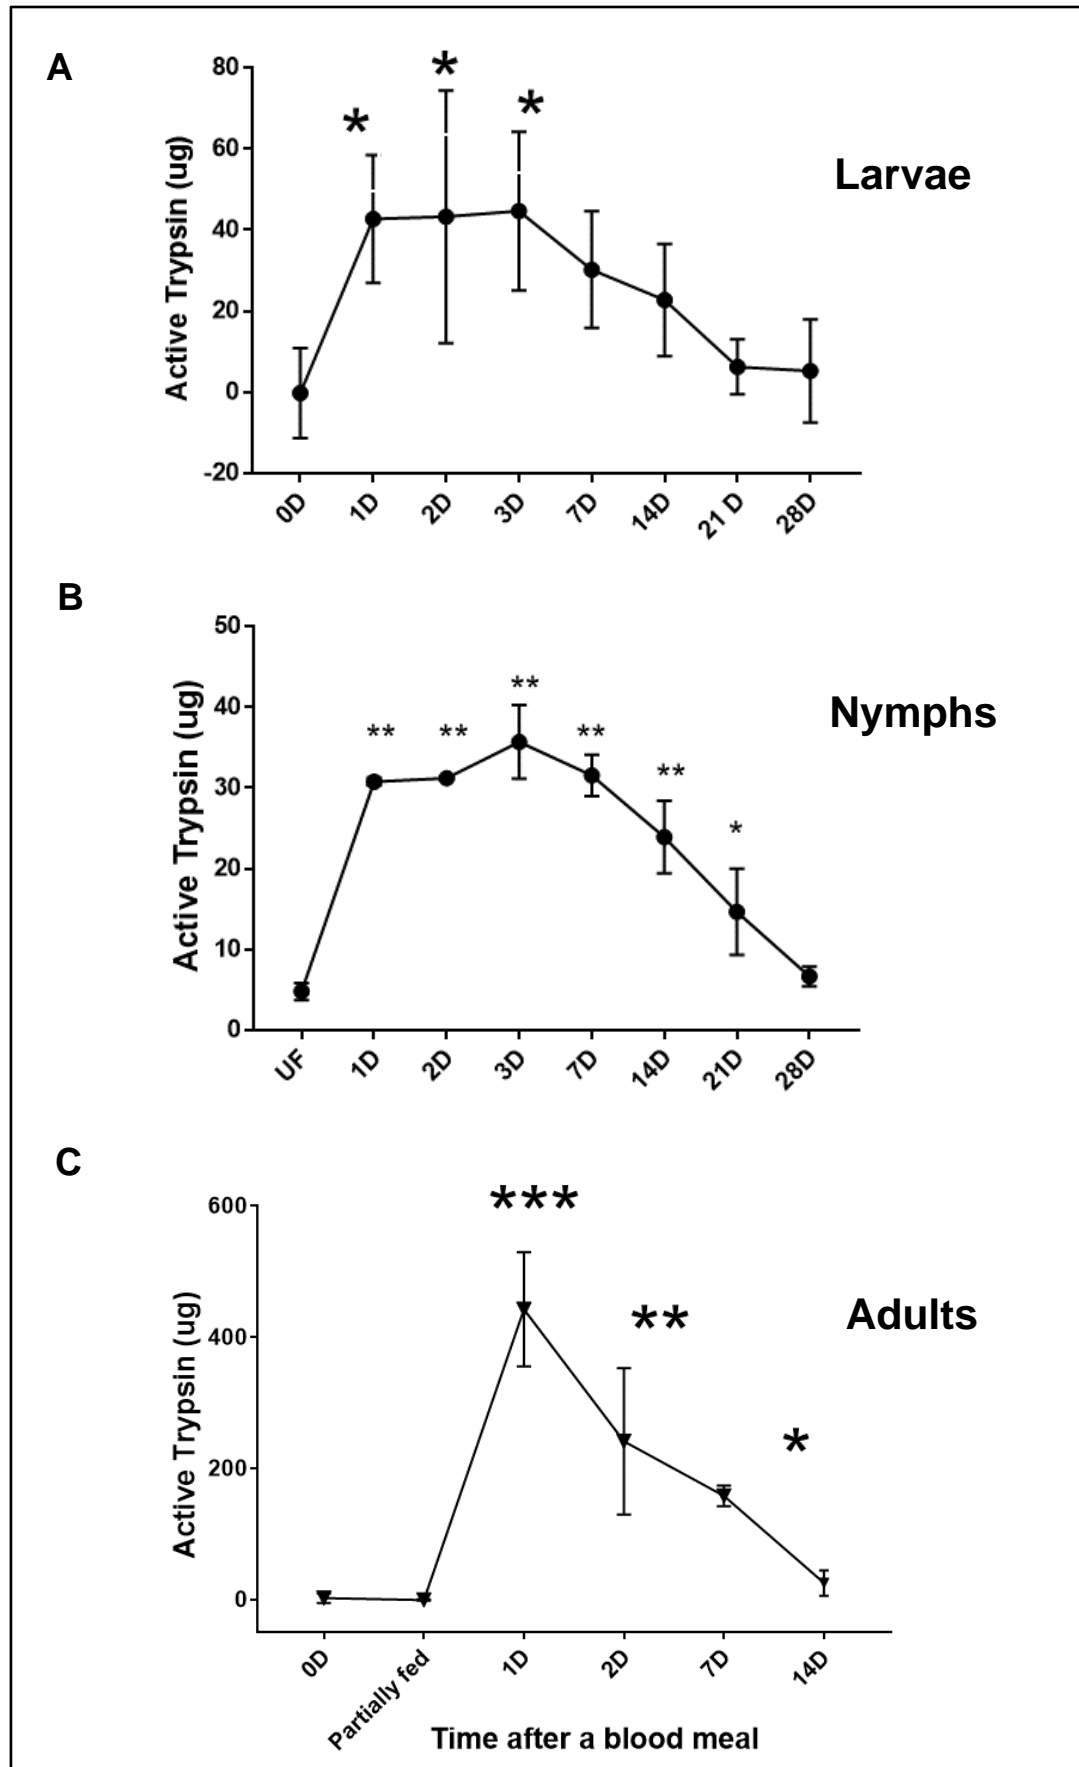 A
*
*
*
Larvae
Active Trypsin (ug)
80
60
40
20
0
-20
0D 1D 2D 3D 7D 14D 21 D 28D
B
Nymphs
Active Trypsin (ug)
50
40
30
20
10
0
** ** ** ** ** *
UF 1D 2D 3D 7D 14D 21D 28D
C
Adults
Active Trypsin (ug)
600
400
200
0
***
**
*
0D Partially fed 1D 2D 7D 14D
Time after a blood meal